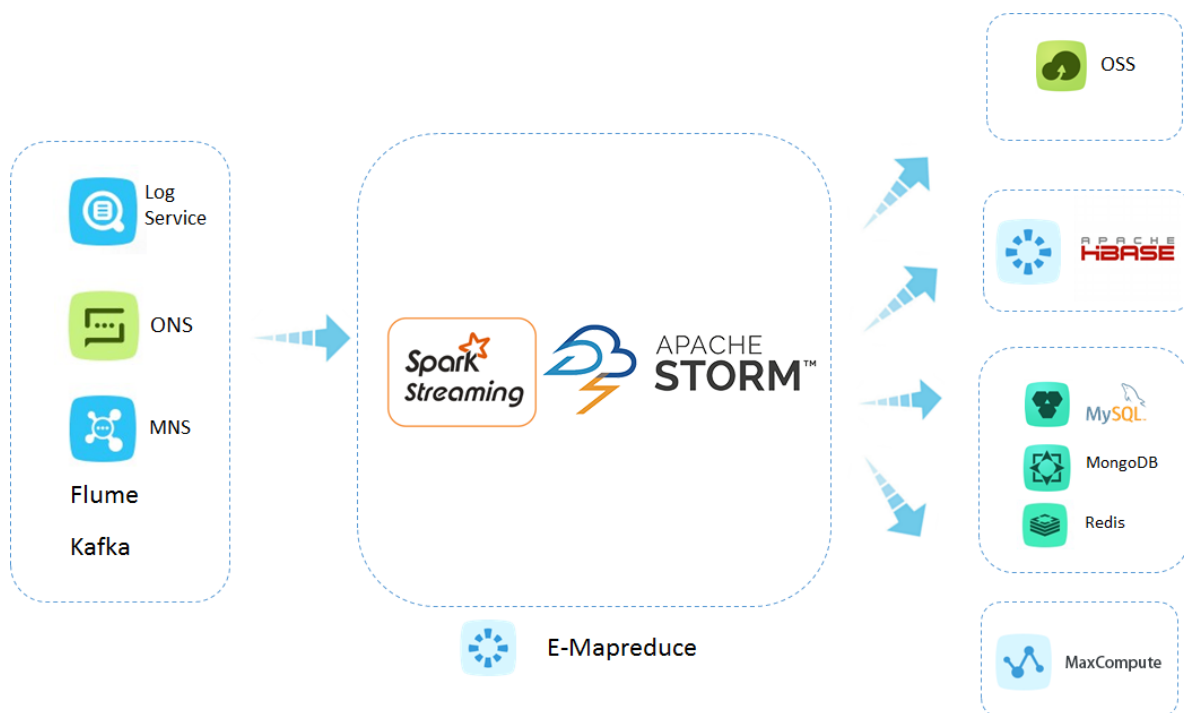 Log
Service
ONS
MNS
Flume
Kafka
Spark
Streaming
APACHE
STORM™
E-Mapreduce
OSS
APACHE
HBASE
MySQL.
MongoDB
Redis
MaxCompute